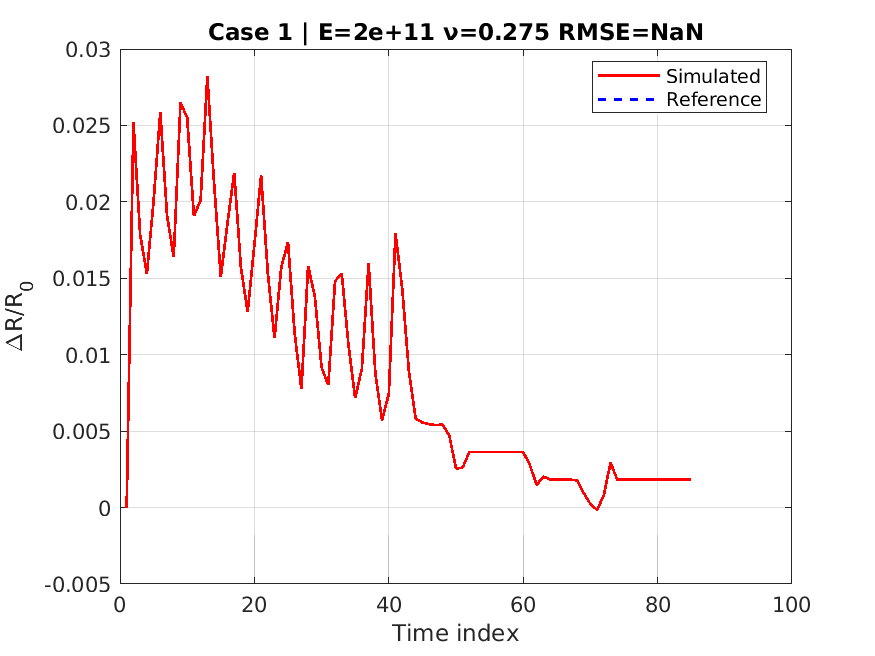 Case 1 | E=2e+11 ν=0.275 RMSE=NaN
0.03
0.025
0.02
0.015
0.01
0.005
0
-0.005
ΔR/R₀
Simulated
Reference
0 20 40 60 80 100
Time index